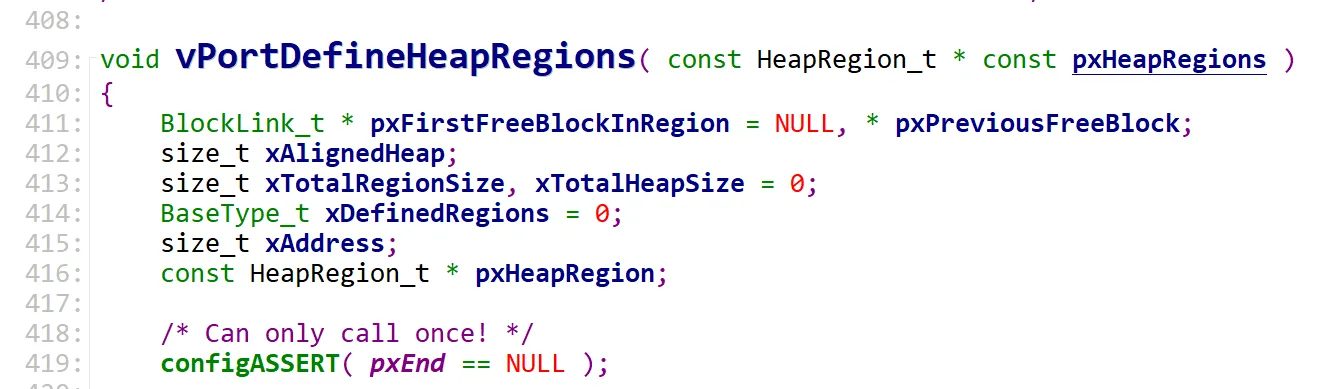 408:
409: void vPortDefineHeapRegions( const HeapRegion_t * const pxHeapRegions )
410: {
411:     BlockLink_t * pxFirstFreeBlockInRegion = NULL, * pxPreviousFreeBlock;
412:     size_t xAlignedHeap;
413:     size_t xTotalRegionSize, xTotalHeapSize = 0;
414:     BaseType_t xDefinedRegions = 0;
415:     size_t xAddress;
416:     const HeapRegion_t * pxHeapRegion;
417:
418:     /* Can only call once! */
419:     configASSERT( pxEnd == NULL );